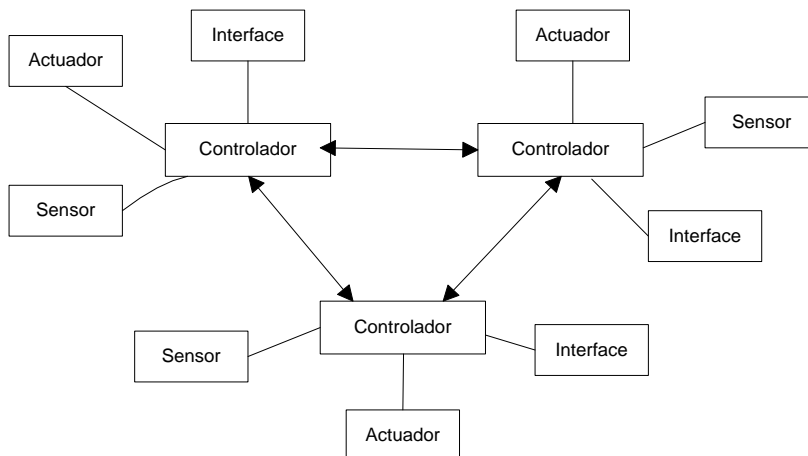 Interface
Actuador
Actuador
Sensor
Controlador
Controlador
Sensor
Interface
Controlador
Sensor
Interface
Actuador